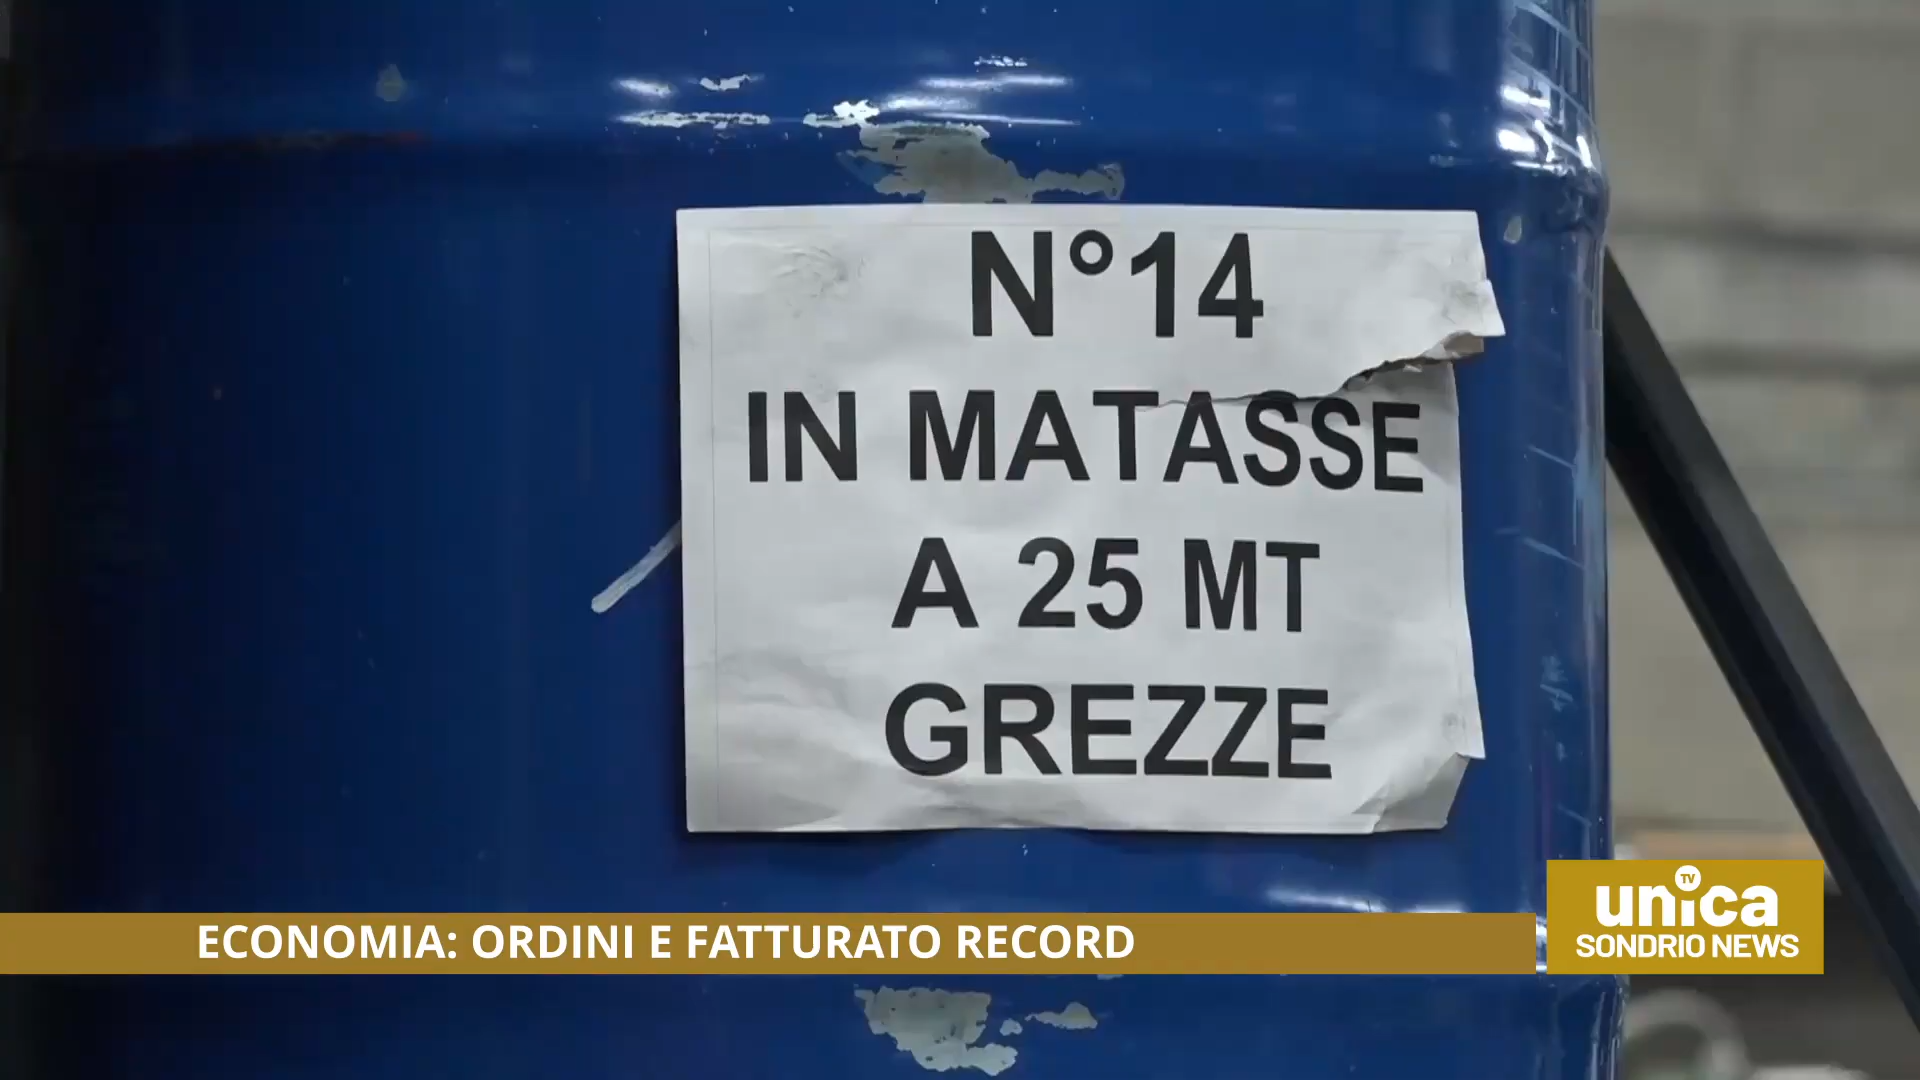 N°14
IN MATASSE
A 25 MT
GREZZE
ECONOMIA: ORDINI E FATTURATO RECORD
unica TV
SONDRIO NEWS